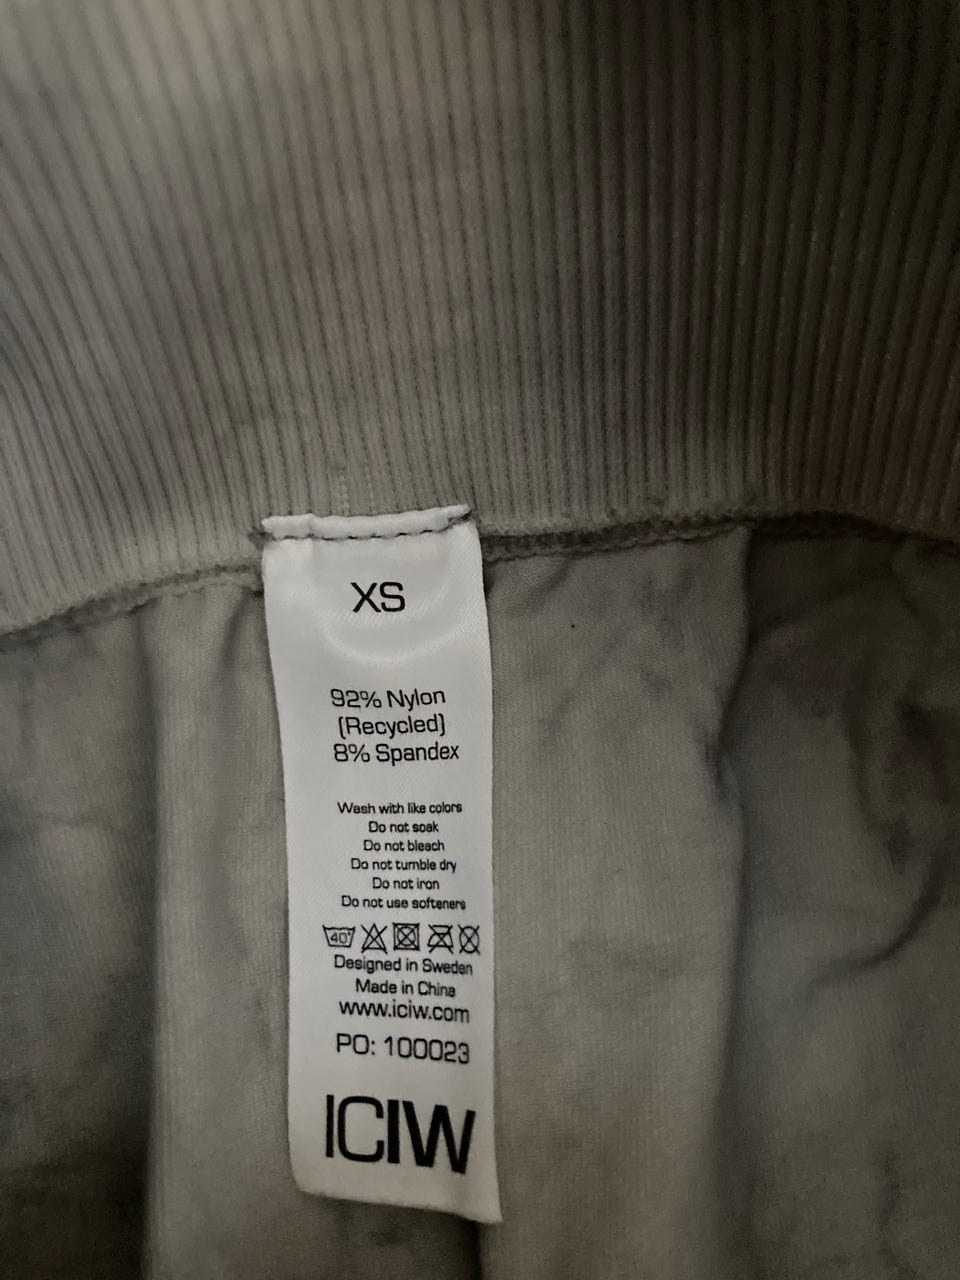 XS
92% Nylon
(Recycled)
8% Spandex
Wash with like colors
Do not soak
Do not bleach
Do not tumble dry
Do not iron
Do not use softeners
40°
Designed in Sweden
Made in China
www.iciw.com
PO: 100023
ICIW